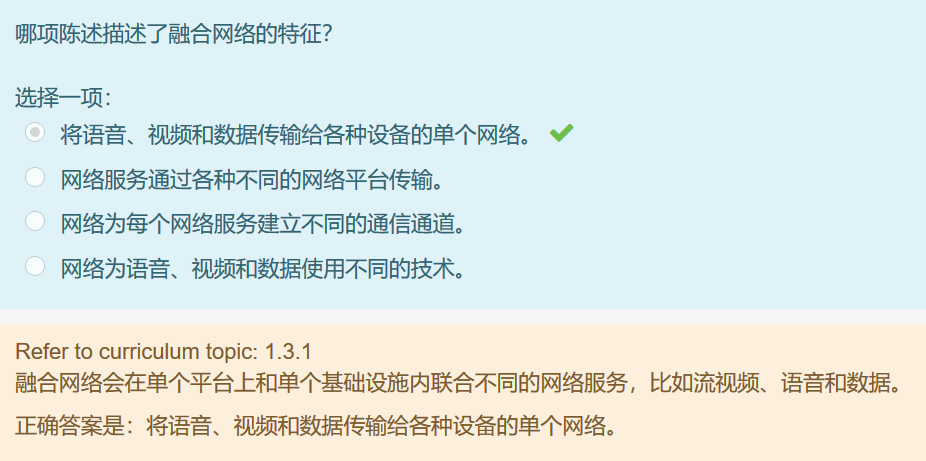 哪项陈述描述了融合网络的特征?
选择一项:
将语音、视频和数据传输给各种设备的单个网络。
网络服务通过各种不同的网络平台传输。
网络为每个网络服务建立不同的通信通道。
网络为语音、视频和数据使用不同的技术。
Refer to curriculum topic: 1.3.1
融合网络会在单个平台上和单个基础设施内联合不同的网络服务，比如流视频、语音和数据。
正确答案是：将语音、视频和数据传输给各种设备的单个网络。